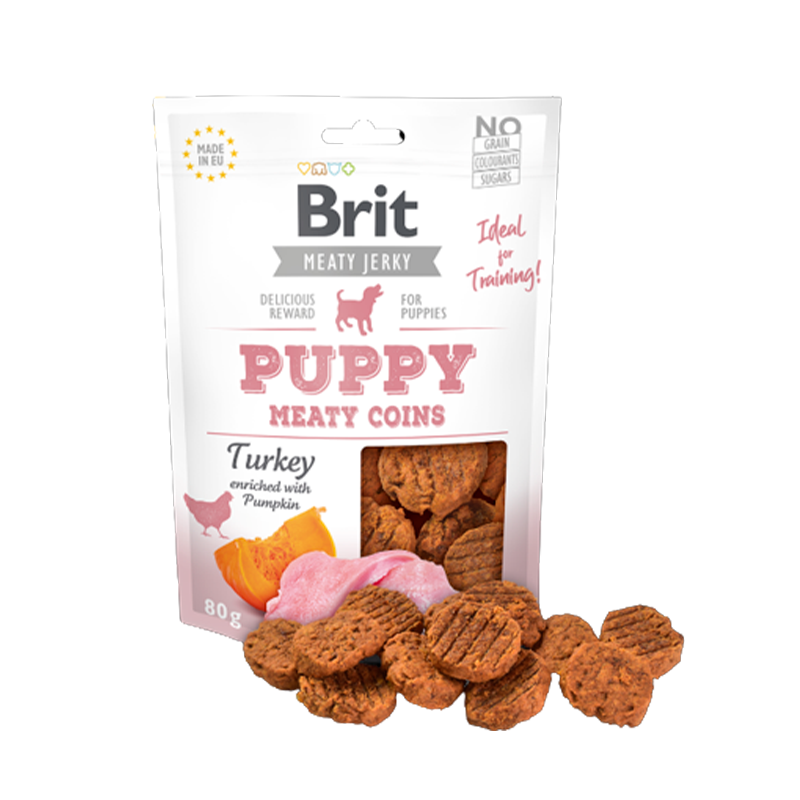 MADE
IN EU
NO
GRAIN
COLOURANTS
SUGARS
Brit
MEATY JERKY
Ideal
for
Training!
DELICIOUS
REWARD
FOR
PUPPIES
PUPPY
MEATY COINS
Turkey
enriched with
Pumpkin
80g